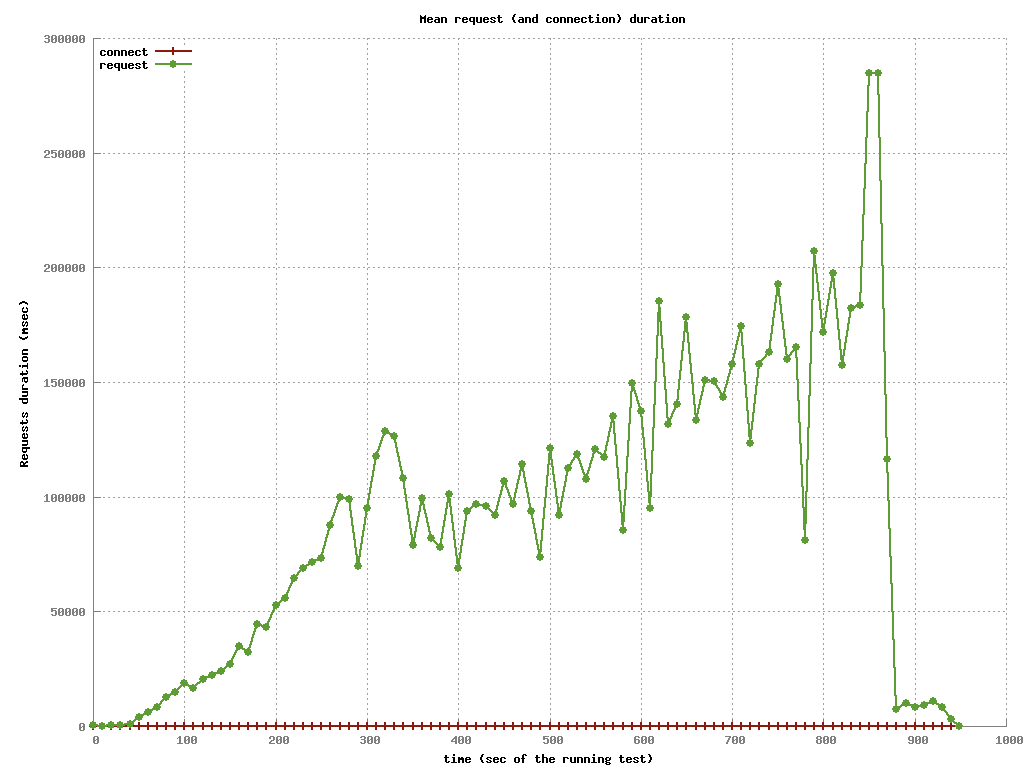 Mean request (and connection) duration
300000
connect
request
250000
200000
150000
100000
50000
0
0 100 200 300 400 500 600 700 800 900 1000
Requests duration (msec)
time (sec of the running test)